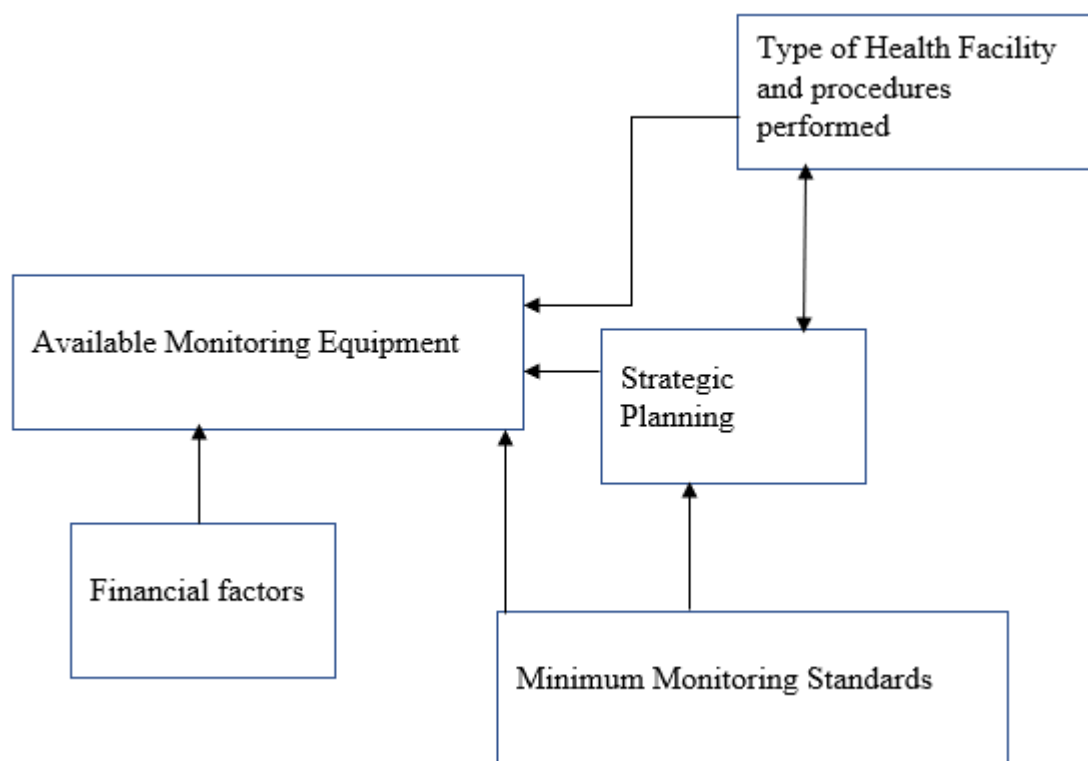 Type of Health Facility
and procedures
performed
Available Monitoring Equipment
Strategic
Planning
Financial factors
Minimum Monitoring Standards